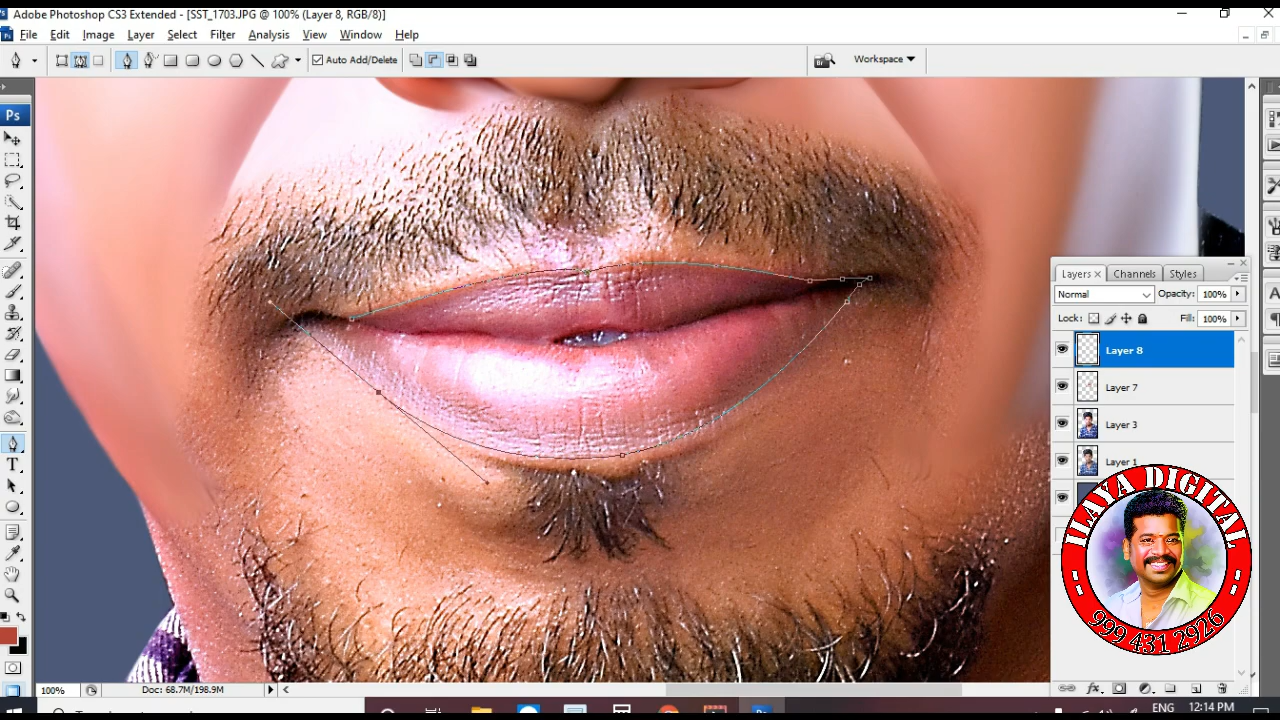 Adobe Photoshop CS3 Extended - [SST_1703.JPG @ 100% (Layer 8, RGB/8)]
File Edit Image Layer Select Filter Analysis View Window Help
Auto Add/Delete
Workspace
Ps
Layers × Channels Styles
Normal Opacity: 100%
Lock: Fill: 100%
Layer 8
Layer 7
Layer 3
Layer 1
ILAYA DIGITAL
999 431 2926
100% Doc: 68.7M/198.9M
ENG 12:14 PM